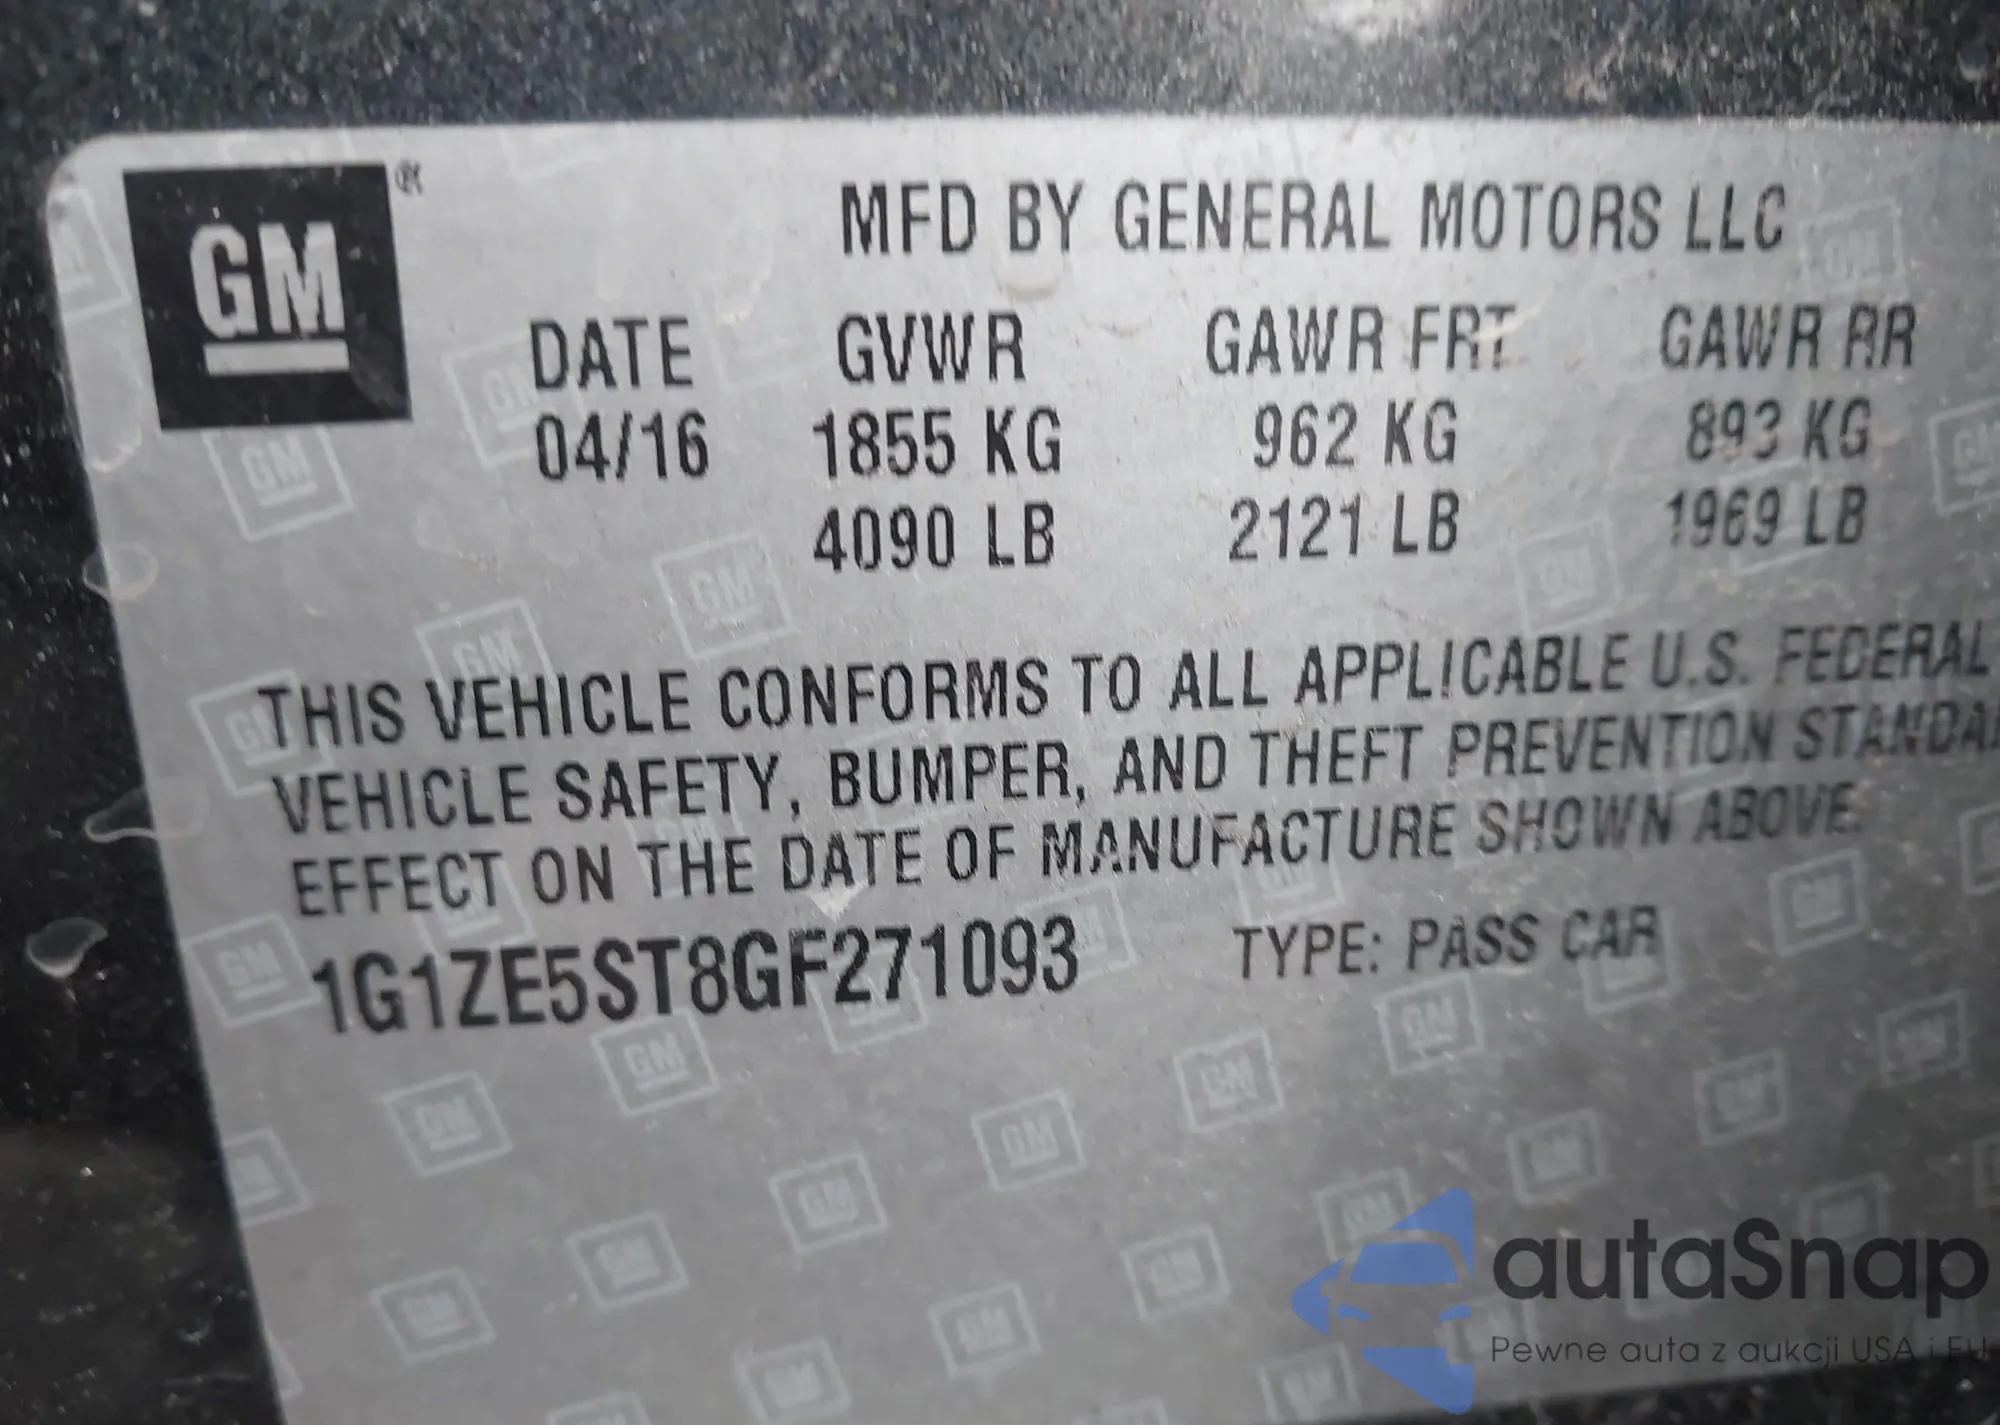 GM®
MFD BY GENERAL MOTORS LLC
DATE GVWR GAWR FRT GAWR RR
04/16 1855 KG 962 KG 893 KG
4090 LB 2121 LB 1969 LB
THIS VEHICLE CONFORMS TO ALL APPLICABLE U.S. FEDERAL
VEHICLE SAFETY, BUMPER, AND THEFT PREVENTION STANDA
EFFECT ON THE DATE OF MANUFACTURE SHOWN ABOVE.
1G1ZE5ST8GF271093 TYPE: PASS CAR
autaSnap
Pewne auta z aukcji USA i EU